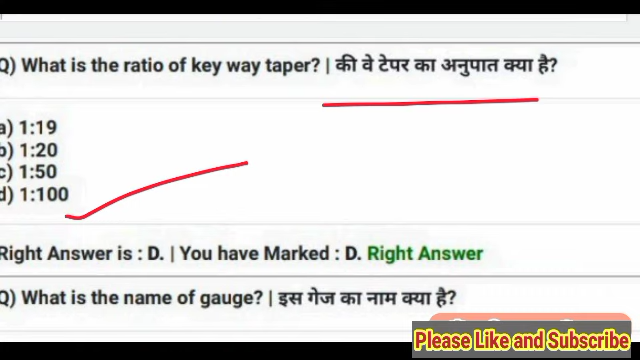 Q) What is the ratio of key way taper? | की वे टेपर का अनुपात क्या है?
a) 1:19
b) 1:20
c) 1:50
d) 1:100
Right Answer is : D. | You have Marked : D. Right Answer
Q) What is the name of gauge? | इस गेज का नाम क्या है?
Please Like and Subscribe